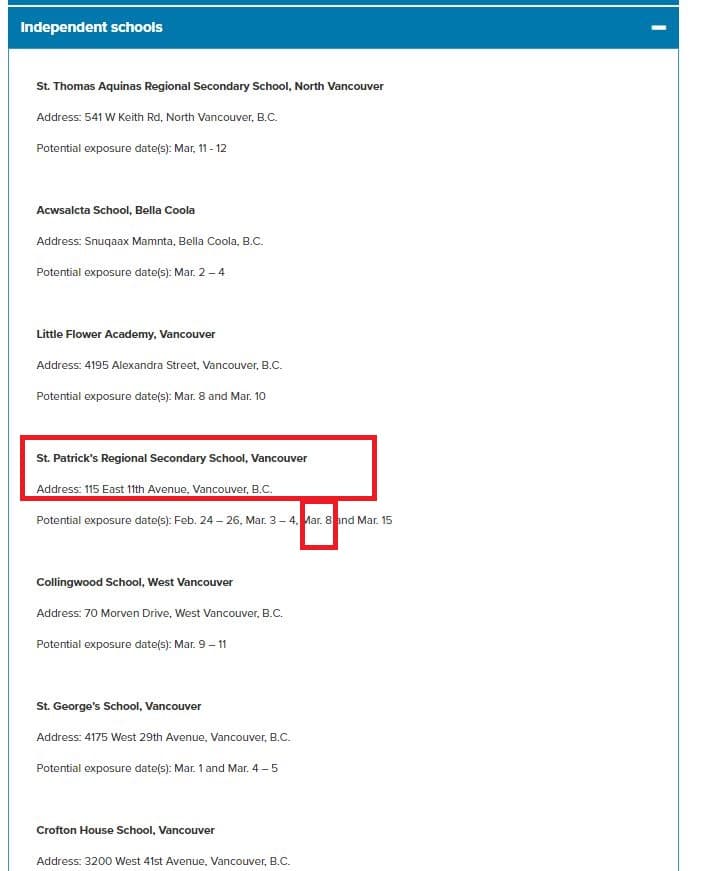 Independent schools
St. Thomas Aquinas Regional Secondary School, North Vancouver
Address: 541 W Keith Rd, North Vancouver, B.C.
Potential exposure date(s): Mar, 11 - 12
Acwsalcta School, Bella Coola
Address: Snuqaax Mamnta, Bella Coola, B.C.
Potential exposure date(s): Mar. 2 – 4
Little Flower Academy, Vancouver
Address: 4195 Alexandra Street, Vancouver, B.C.
Potential exposure date(s): Mar. 8 and Mar. 10
St. Patrick's Regional Secondary School, Vancouver
Address: 115 East 11th Avenue, Vancouver, B.C.
Potential exposure date(s): Feb. 24 – 26, Mar. 3 – 4, Mar. 8 and Mar. 15
Collingwood School, West Vancouver
Address: 70 Morven Drive, West Vancouver, B.C.
Potential exposure date(s): Mar. 9 – 11
St. George's School, Vancouver
Address: 4175 West 29th Avenue, Vancouver, B.C.
Potential exposure date(s): Mar. 1 and Mar. 4 – 5
Crofton House School, Vancouver
Address: 3200 West 41st Avenue, Vancouver, B.C.